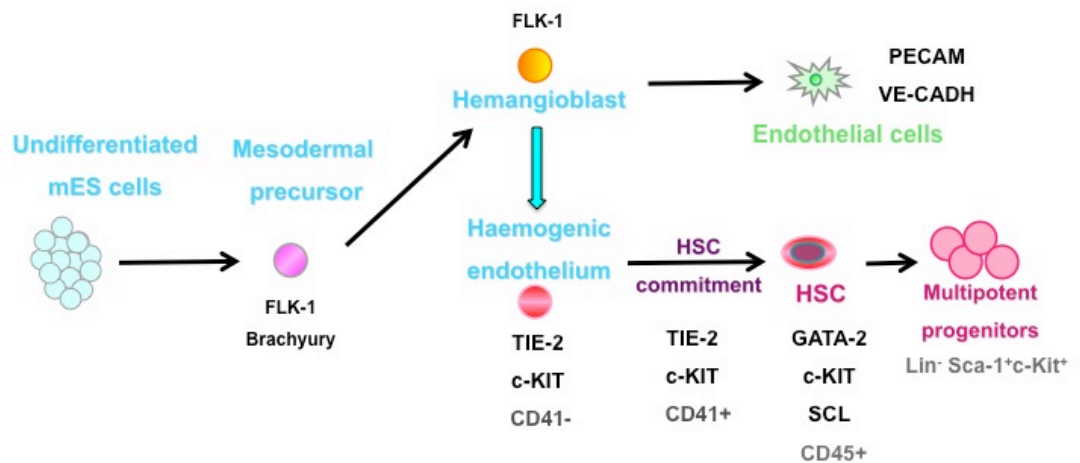 FLK-1
Hemangioblast
PECAM
VE-CADH
Endothelial cells
Undifferentiated
mES cells
Mesodermal
precursor
FLK-1
Brachyury
Haemogenic
endothelium
TIE-2
c-KIT
CD41-
HSC
commitment
TIE-2
c-KIT
CD41+
HSC
GATA-2
c-KIT
SCL
CD45+
Multipotent
progenitors
Lin⁻ Sca-1⁺c-Kit⁺